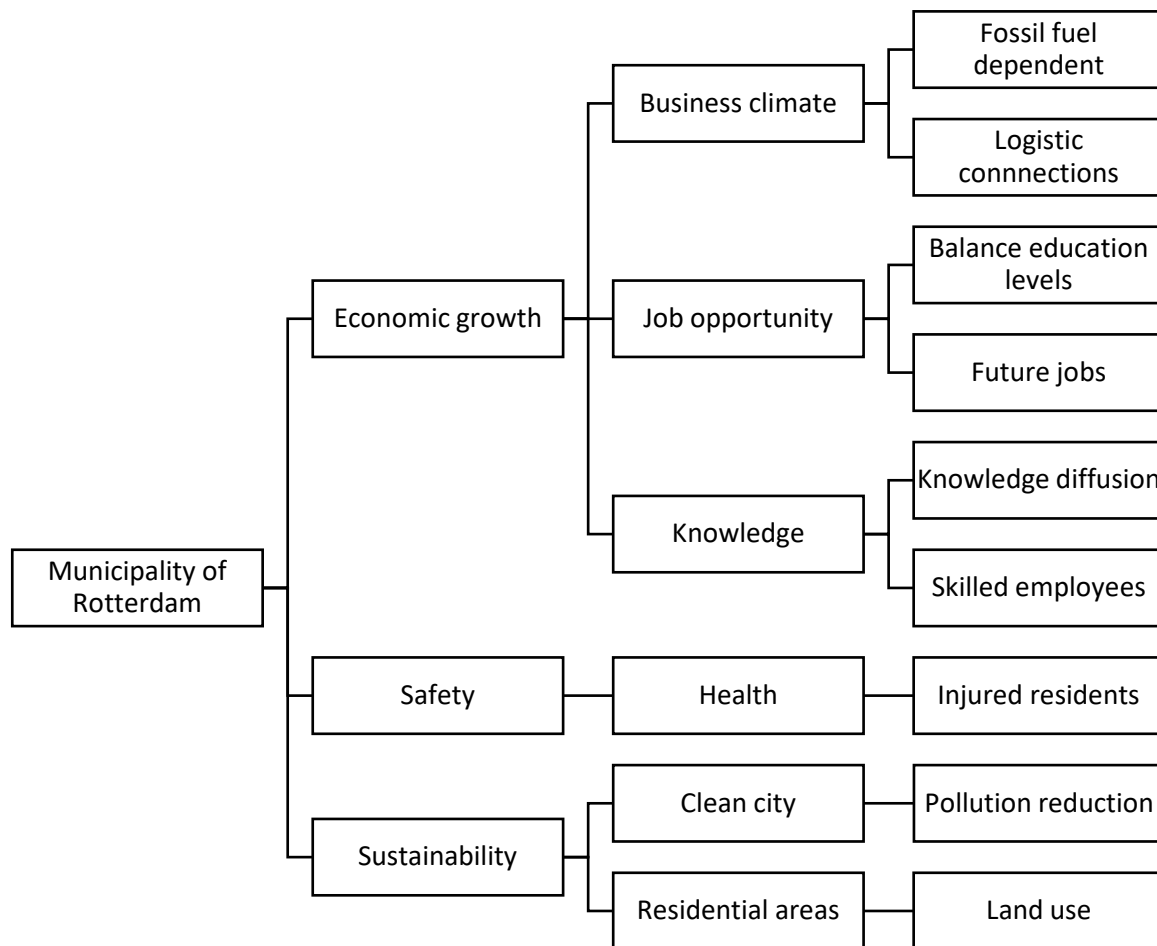 Fossil fuel
dependent
Business climate
Logistic
connnections
Balance education
levels
Economic growth
Job opportunity
Future jobs
Knowledge diffusion
Knowledge
Municipality of
Rotterdam
Skilled employees
Safety
Health
Injured residents
Clean city
Pollution reduction
Sustainability
Residential areas
Land use